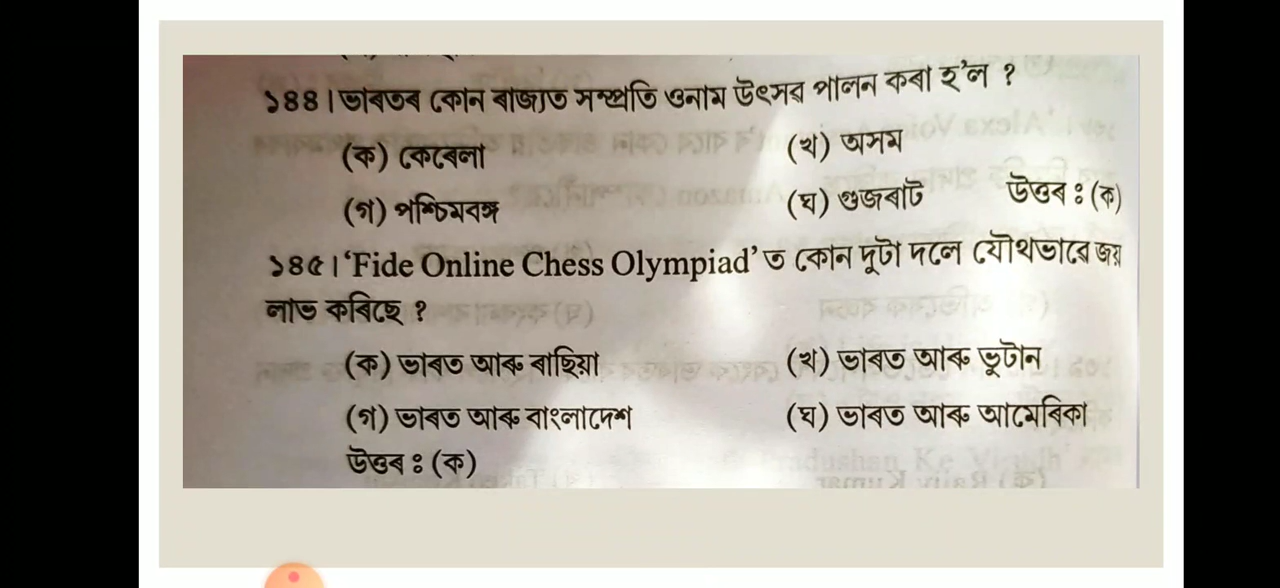 ১৪৪। ভাৰতৰ কোন ৰাজ্যত সম্প্ৰতি ওনাম উৎসৱ পালন কৰা হ'ল ?
(ক) কেৰেলা (খ) অসম
(গ) পশ্চিমবঙ্গ (ঘ) গুজৰাট উত্তৰ ঃ (ক)
১৪৫। 'Fide Online Chess Olympiad'ত কোন দুটা দলে যৌথভাৱে জয়
লাভ কৰিছে ?
(ক) ভাৰত আৰু ৰাছিয়া (খ) ভাৰত আৰু ভুটান
(গ) ভাৰত আৰু বাংলাদেশ (ঘ) ভাৰত আৰু আমেৰিকা
উত্তৰ ঃ (ক)